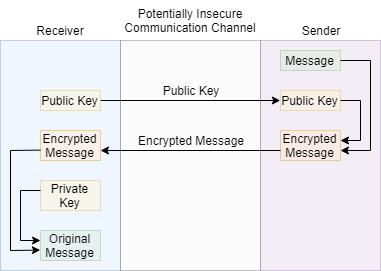 Receiver
Potentially Insecure
Communication Channel
Sender
Message
Public Key
Public Key
Public Key
Encrypted
Message
Encrypted Message
Encrypted
Message
Private
Key
Original
Message